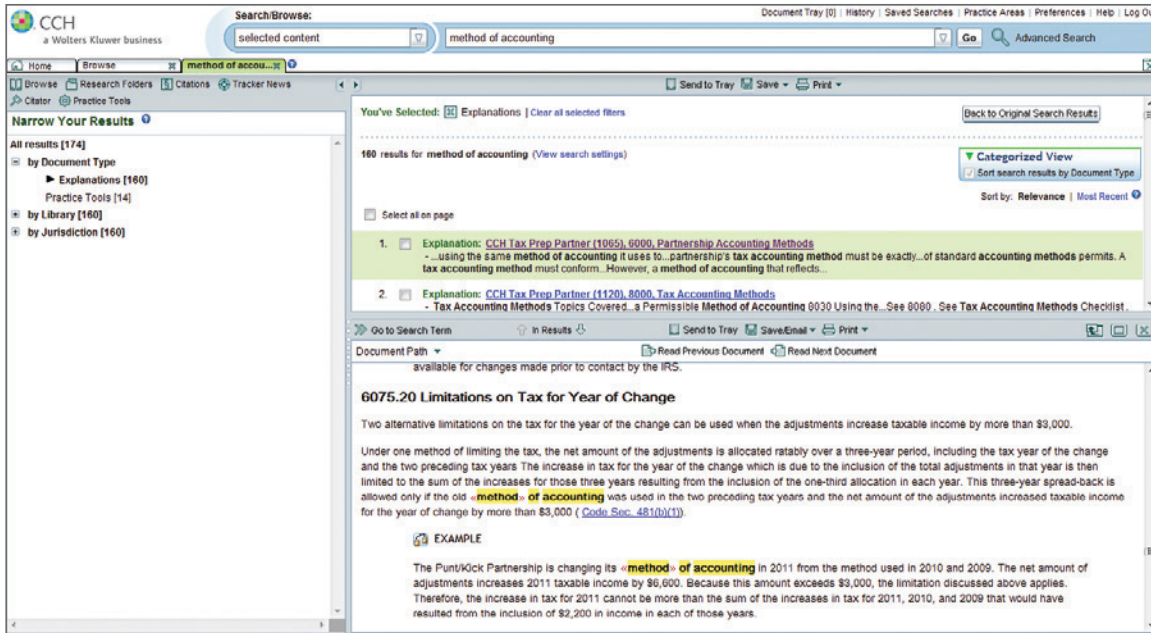 Document Tray [0] | History | Saved Searches | Practice Areas | Preferences | Help | Log Ou
CCH
a Wolters Kluwer business
Search/Browse:
selected content
method of accounting
Go
Advanced Search
Home
Browse
method of accou...
Browse Research Folders Citations Tracker News
Citator Practice Tools
Narrow Your Results
All results [174]
by Document Type
Explanations [160]
Practice Tools [14]
by Library [160]
by Jurisdiction [160]
Send to Tray Save Print
You've Selected: Explanations | Clear all selected filters
Back to Original Search Results
160 results for method of accounting (View search settings)
Categorized View
Sort search results by Document Type
Sort by: Relevance | Most Recent
Select all on page
1. Explanation: CCH Tax Prep Partner (1065), 6000, Partnership Accounting Methods
- ...using the same method of accounting it uses to...partnership's tax accounting method must be exactly...of standard accounting methods permits. A
tax accounting method must conform...However, a method of accounting that reflects...
2. Explanation: CCH Tax Prep Partner (1120), 8000, Tax Accounting Methods
- Tax Accounting Methods Topics Covered...a Permissible Method of Accounting 8030 Using the...See 8080 . See Tax Accounting Methods Checklist .
Go to Search Term In Results Send to Tray Save/Email Print
Document Path Read Previous Document Read Next Document
available for changes made prior to contact by the IRS.
6075.20 Limitations on Tax for Year of Change
Two alternative limitations on the tax for the year of the change can be used when the adjustments increase taxable income by more than $3,000.
Under one method of limiting the tax, the net amount of the adjustments is allocated ratably over a three-year period, including the tax year of the change
and the two preceding tax years The increase in tax for the year of the change which is due to the inclusion of the total adjustments in that year is then
limited to the sum of the increases for those three years resulting from the inclusion of the one-third allocation in each year. This three-year spread-back is
allowed only if the old «method» of accounting was used in the two preceding tax years and the net amount of the adjustments increased taxable income
for the year of change by more than $3,000 ( Code Sec. 481(b)(1)).
EXAMPLE
The Punt/Kick Partnership is changing its «method» of accounting in 2011 from the method used in 2010 and 2009. The net amount of
adjustments increases 2011 taxable income by $6,600. Because this amount exceeds $3,000, the limitation discussed above applies.
Therefore, the increase in tax for 2011 cannot be more than the sum of the increases in tax for 2011, 2010, and 2009 that would have
resulted from the inclusion of $2,200 in income in each of those years.